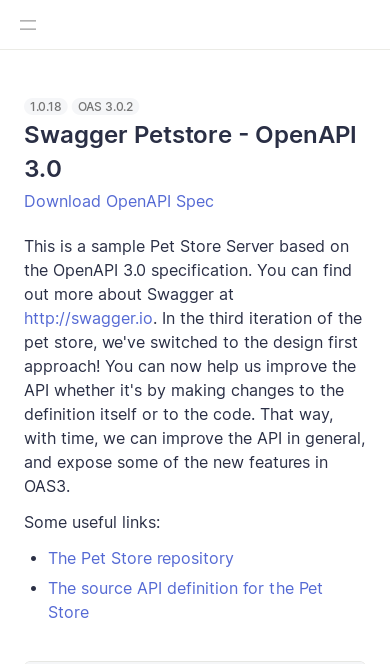 1.0.18 OAS 3.0.2
Swagger Petstore - OpenAPI
3.0
Download OpenAPI Spec
This is a sample Pet Store Server based on
the OpenAPI 3.0 specification. You can find
out more about Swagger at
http://swagger.io. In the third iteration of the
pet store, we've switched to the design first
approach! You can now help us improve the
API whether it's by making changes to the
definition itself or to the code. That way,
with time, we can improve the API in general,
and expose some of the new features in
OAS3.
Some useful links:
• The Pet Store repository
• The source API definition for the Pet
Store